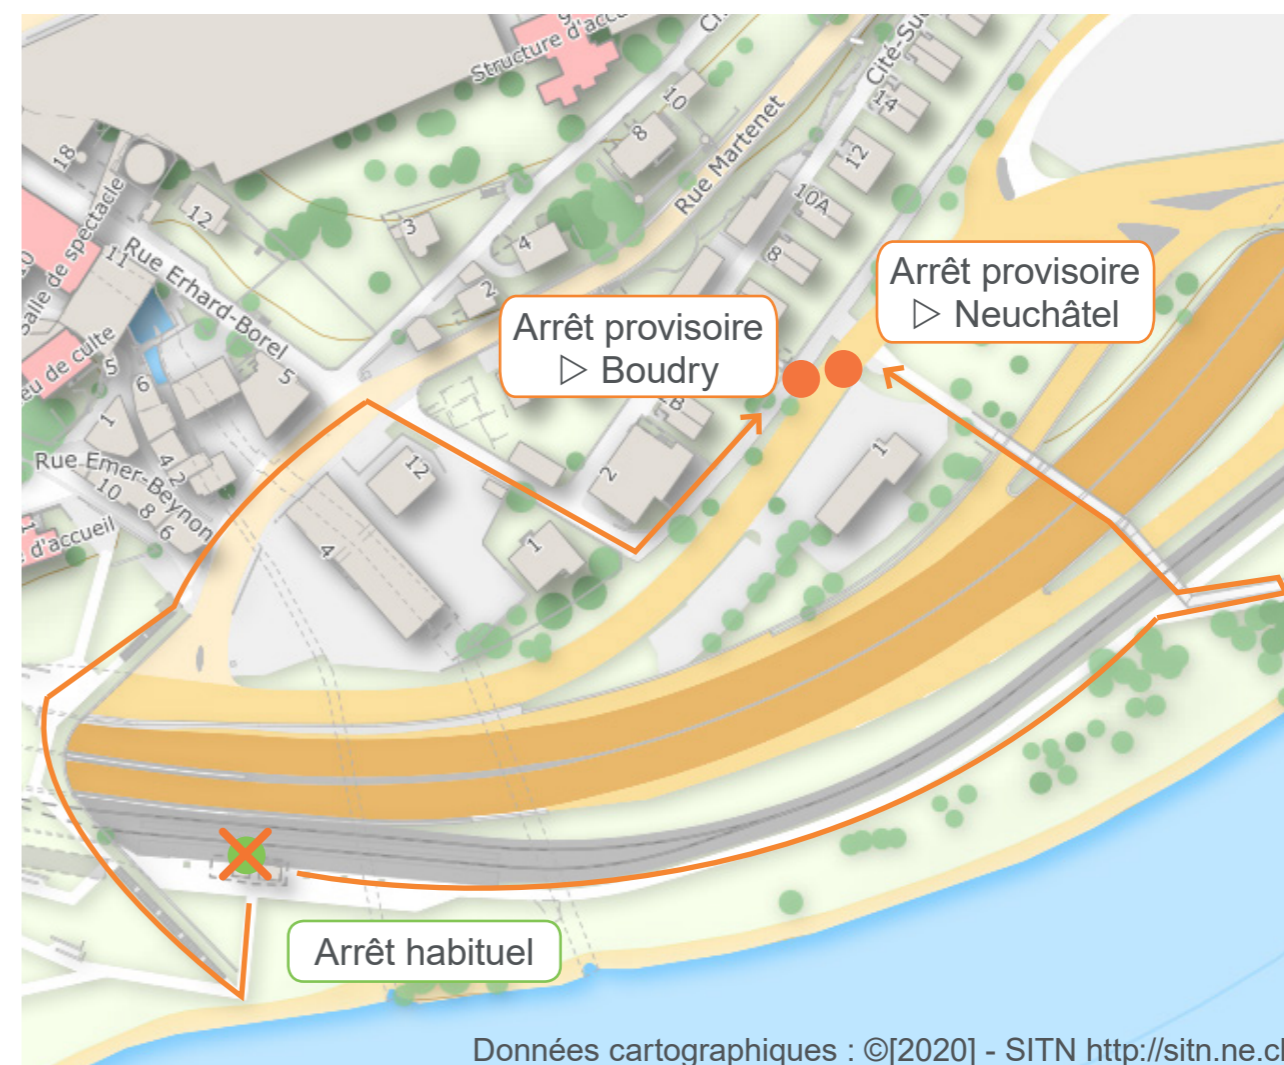 Structure d'accu
Cité-Sud
10
8
14
12
18
Rue Martenet
10A
12
3
4
8
2
Salle de spectacle
11
Rue Erhard-Borel
Arrêt provisoire
▷ Neuchâtel
Arrêt provisoire
▷ Boudry
eu de culte
5
6
5
1
4
2
Rue Emer-Beynon
10
8
6
d'accueil
12
4
2
1
1
Arrêt habituel
Données cartographiques : ©[2020] - SITN http://sitn.ne.cl